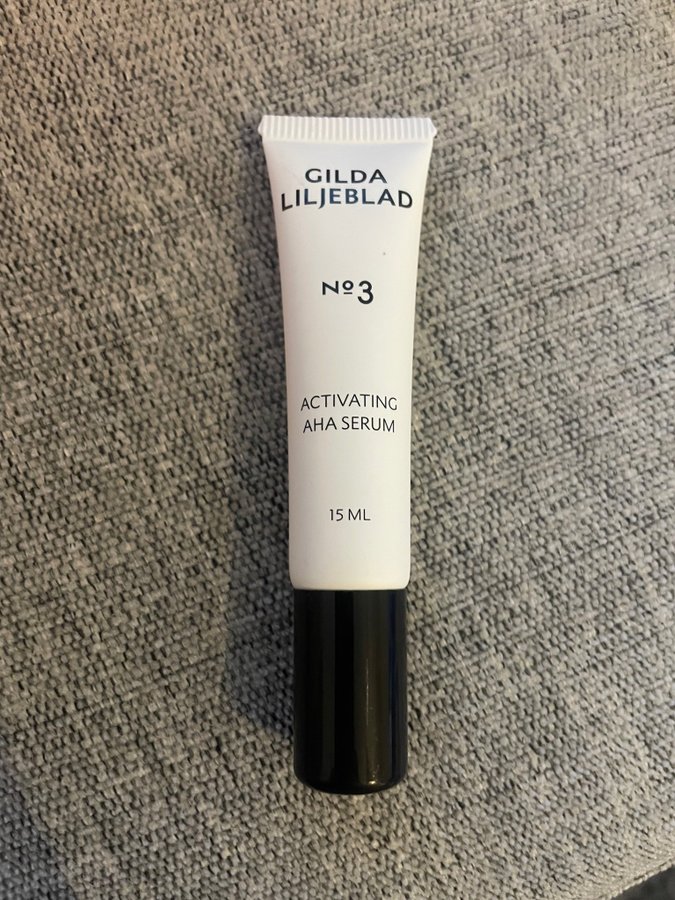 GILDA
LILJEBLAD
Nº3
ACTIVATING
AHA SERUM
15 ML